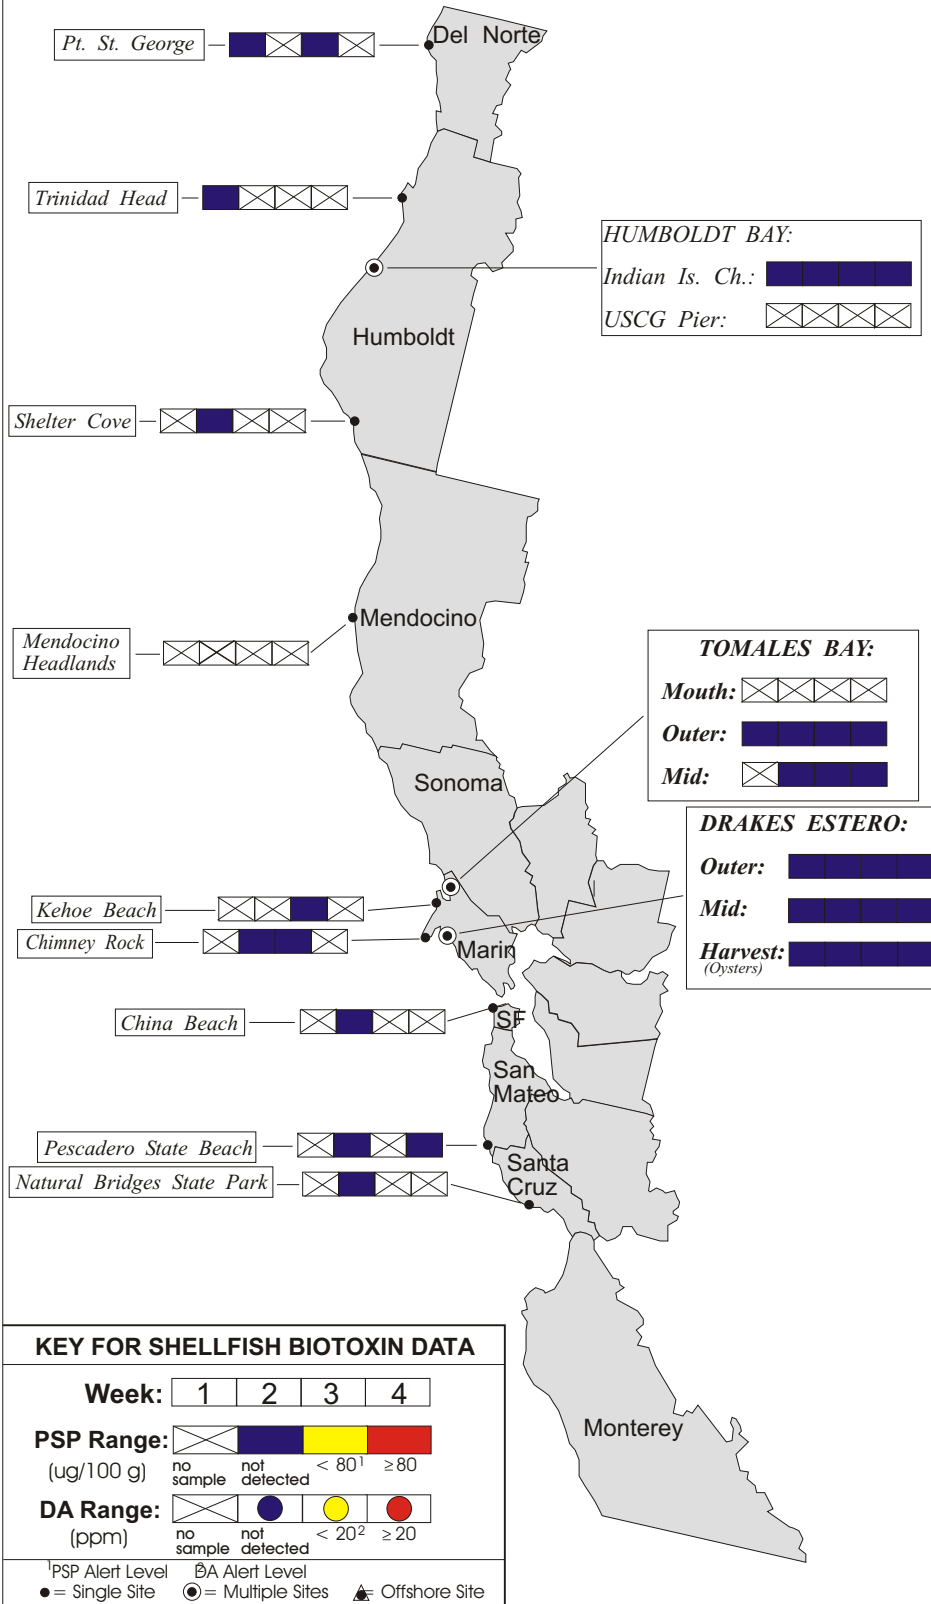 Pt. St. George
Del Norte
Trinidad Head
HUMBOLDT BAY:
Indian Is. Ch.:
USCG Pier:
Humboldt
Shelter Cove
Mendocino
Mendocino
Headlands
TOMALES BAY:
Mouth:
Outer:
Mid:
Sonoma
DRAKES ESTERO:
Outer:
Mid:
Harvest:
(Oysters)
Kehoe Beach
Chimney Rock
Marin
China Beach
SF
San
Mateo
Pescadero State Beach
Santa
Cruz
Natural Bridges State Park
KEY FOR SHELLFISH BIOTOXIN DATA
Week: 1 2 3 4
PSP Range:
(ug/100 g)
no
sample
not
detected
< 80¹
≥80
DA Range:
(ppm)
no
sample
not
detected
< 20²
≥ 20
¹PSP Alert Level ²DA Alert Level
= Single Site = Multiple Sites = Offshore Site
Monterey